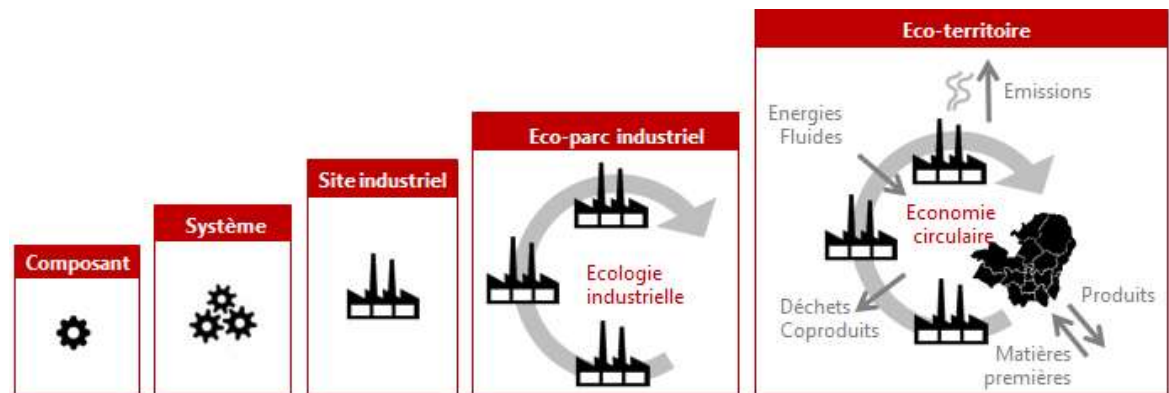 Composant
Système
Site industriel
Eco-parc industriel
Ecologie
industrielle
Eco-territoire
Emissions
Energies
Fluides
Economie
circulaire
Déchets
Coproduits
Produits
Matières
premières